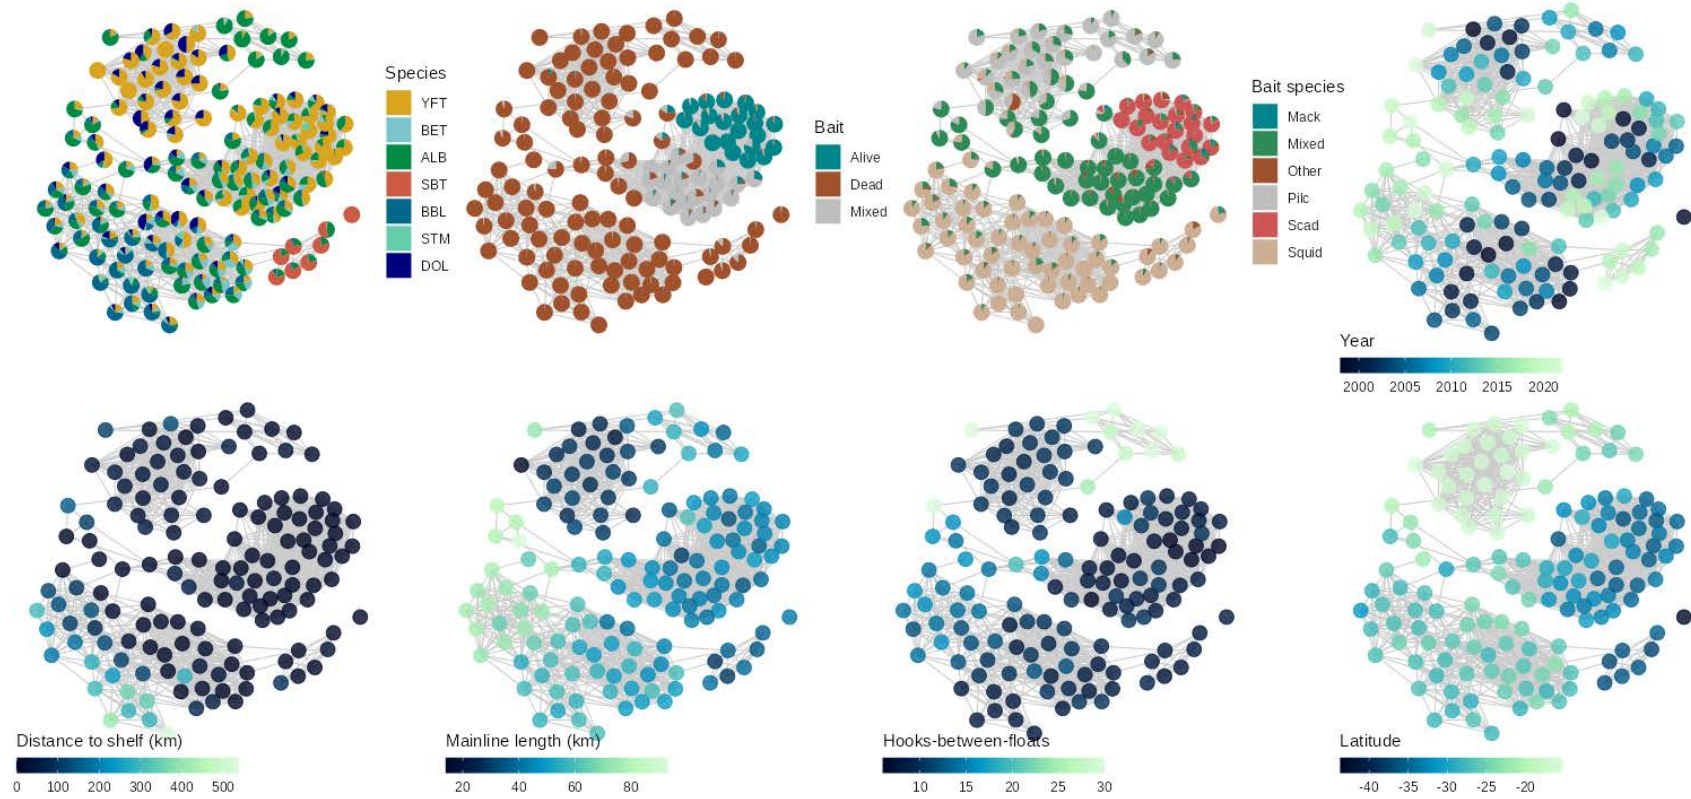 Species
YFT
BET
ALB
SBT
BBL
STM
DOL
Bait
Alive
Dead
Mixed
Bait species
Mack
Mixed
Other
Pilc
Scad
Squid
Year
2000 2005 2010 2015 2020
Distance to shelf (km)
0 100 200 300 400 500
Mainline length (km)
20 40 60 80
Hooks-between-floats
10 15 20 25 30
Latitude
-40 -35 -30 -25 -20